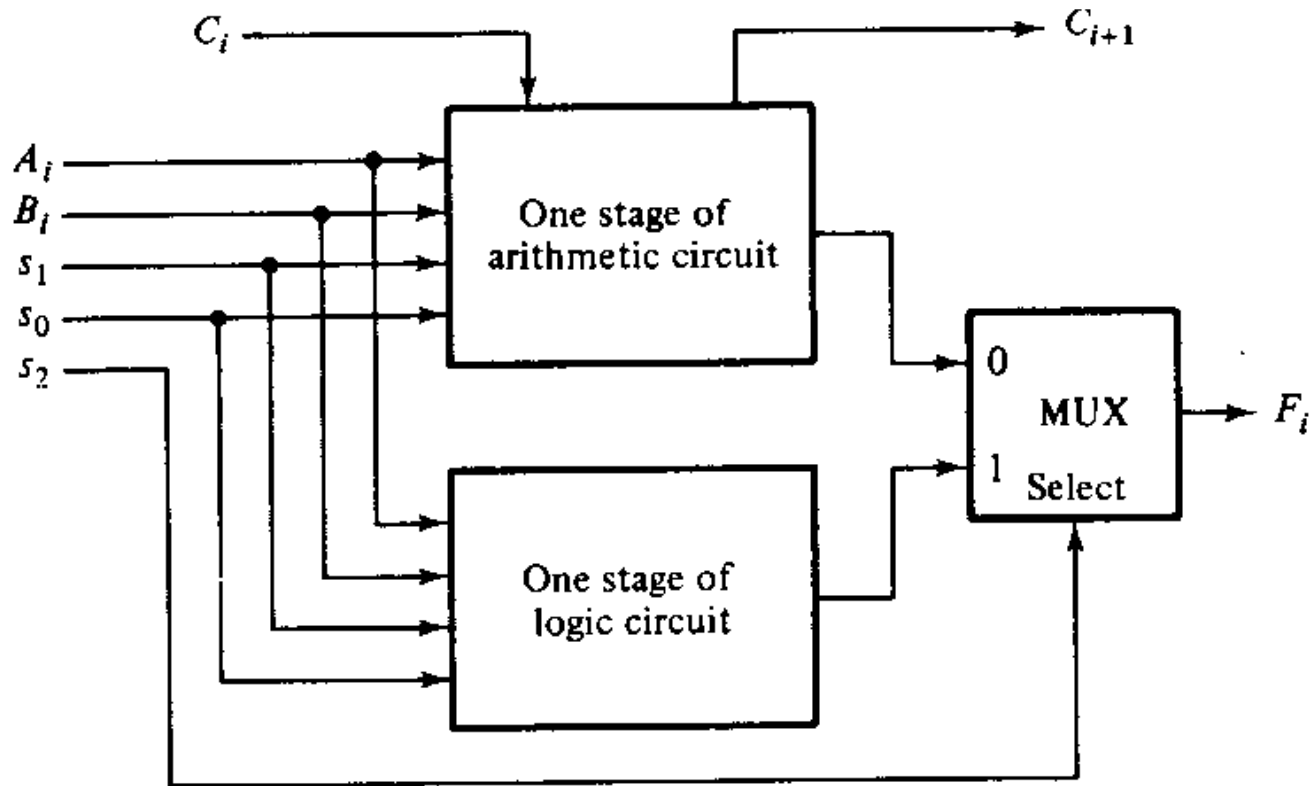 C_i
C_{i+1}
A_i
B_i
s_1
s_0
s_2
One stage of
arithmetic circuit
0
MUX
1
Select
F_i
One stage of
logic circuit